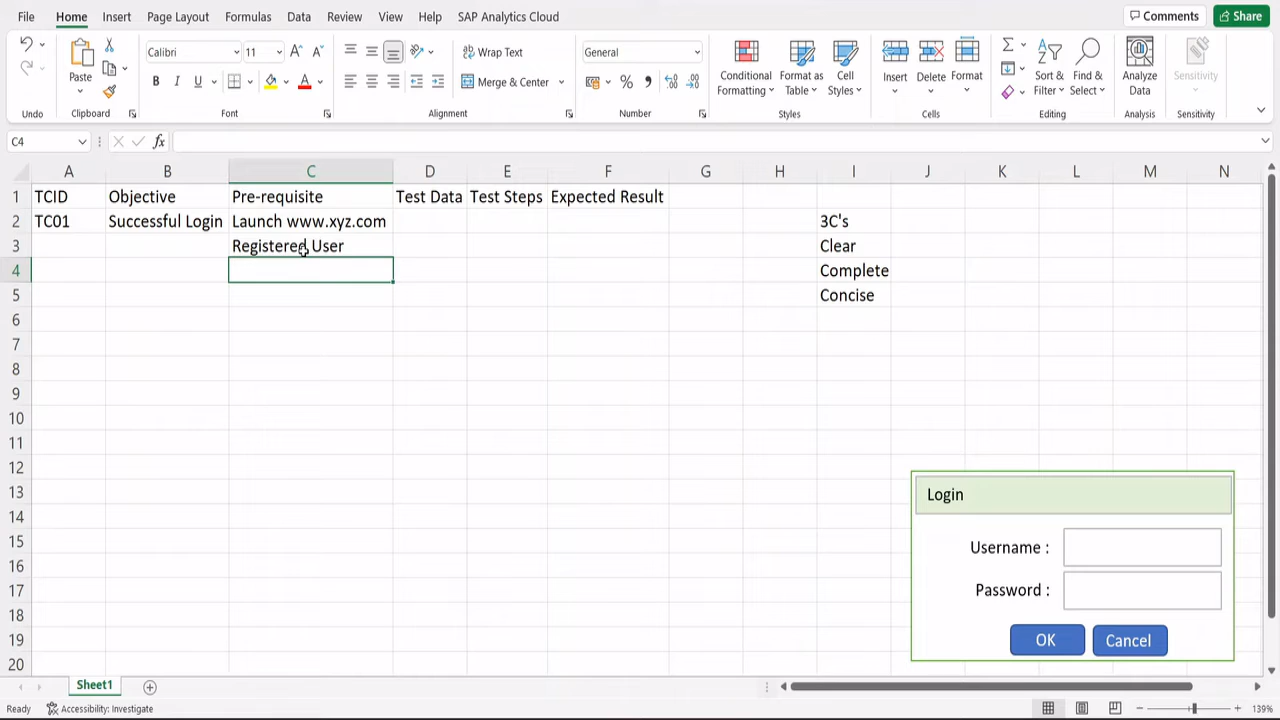 File Home Insert Page Layout Formulas Data Review View Help SAP Analytics Cloud Comments Share
Calibri 11 Wrap Text General
Paste B I U Merge & Center % Conditional Formatting Format as Table Cell Styles Insert Delete Format Sort & Filter Find & Select Analyze Data Sensitivity
Undo Clipboard Font Alignment Number Styles Cells Editing Analysis Sensitivity
C4 fx
A B C D E F G H I J K L M N
1 TCID Objective Pre-requisite Test Data Test Steps Expected Result
2 TC01 Successful Login Launch www.xyz.com 3C's
3 Registered User Clear
4 Complete
5 Concise
6
7
8
9
10
11
12
13 Login
14
15 Username :
16
17 Password :
18
19 OK Cancel
20
Sheet1
Ready Accessibility: Investigate 139%